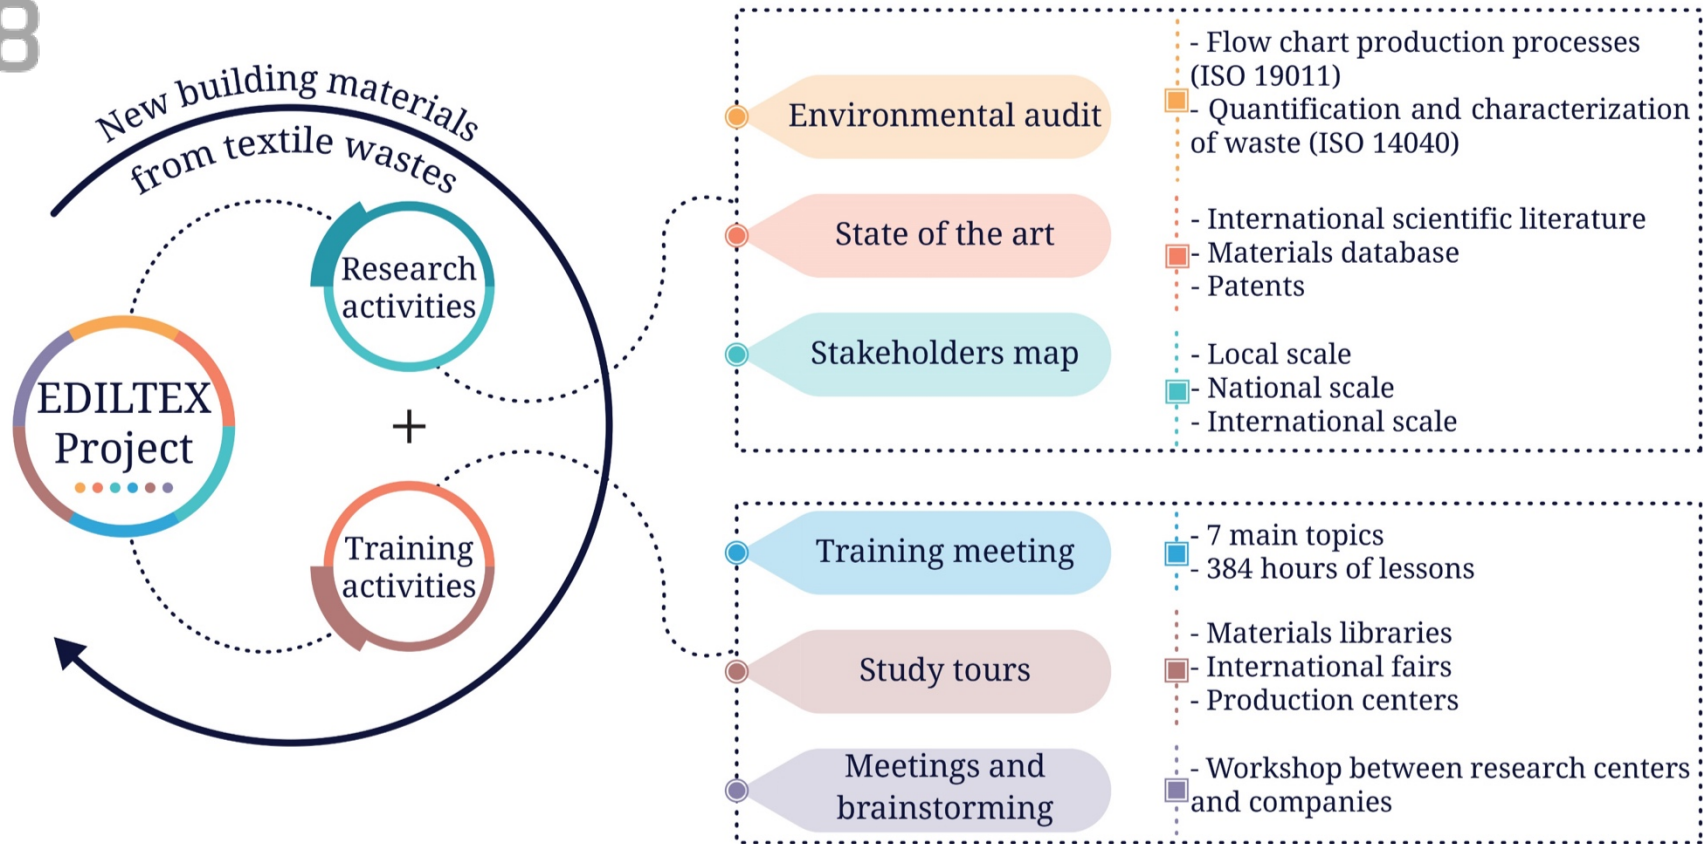 8
New building materials
from textile wastes
EDILTEX
Project
Research
activities
+
Training
activities
Environmental audit
- Flow chart production processes
(ISO 19011)
- Quantification and characterization
of waste (ISO 14040)
State of the art
- International scientific literature
- Materials database
- Patents
Stakeholders map
- Local scale
- National scale
- International scale
Training meeting
- 7 main topics
- 384 hours of lessons
Study tours
- Materials libraries
- International fairs
- Production centers
Meetings and
brainstorming
- Workshop between research centers
and companies